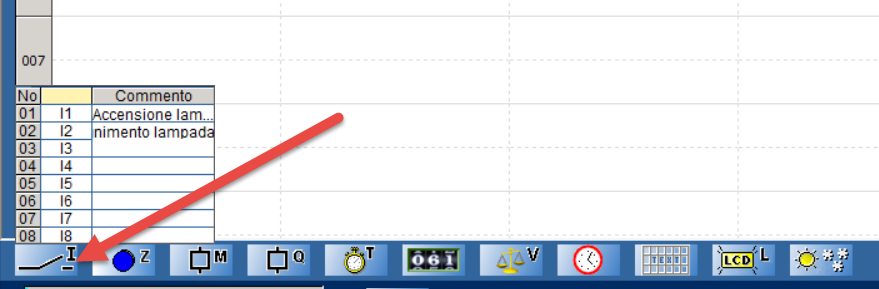 007
No Commento
01 I1 Accensione lam...
02 I2 nimento lampada
03 I3
04 I4
05 I5
06 I6
07 I7
08 I8
I Z M Q T 061 V TEXTE LCD L